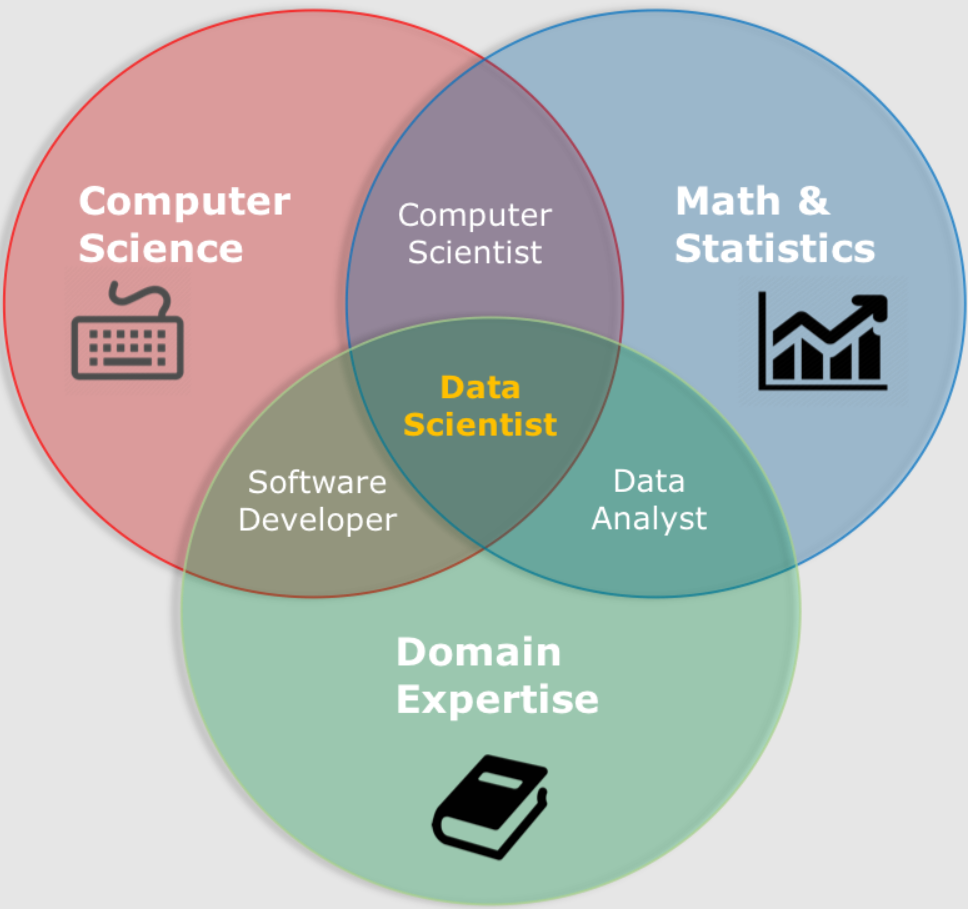 Computer
Science
Computer
Scientist
Math &
Statistics
Data
Scientist
Software
Developer
Data
Analyst
Domain
Expertise